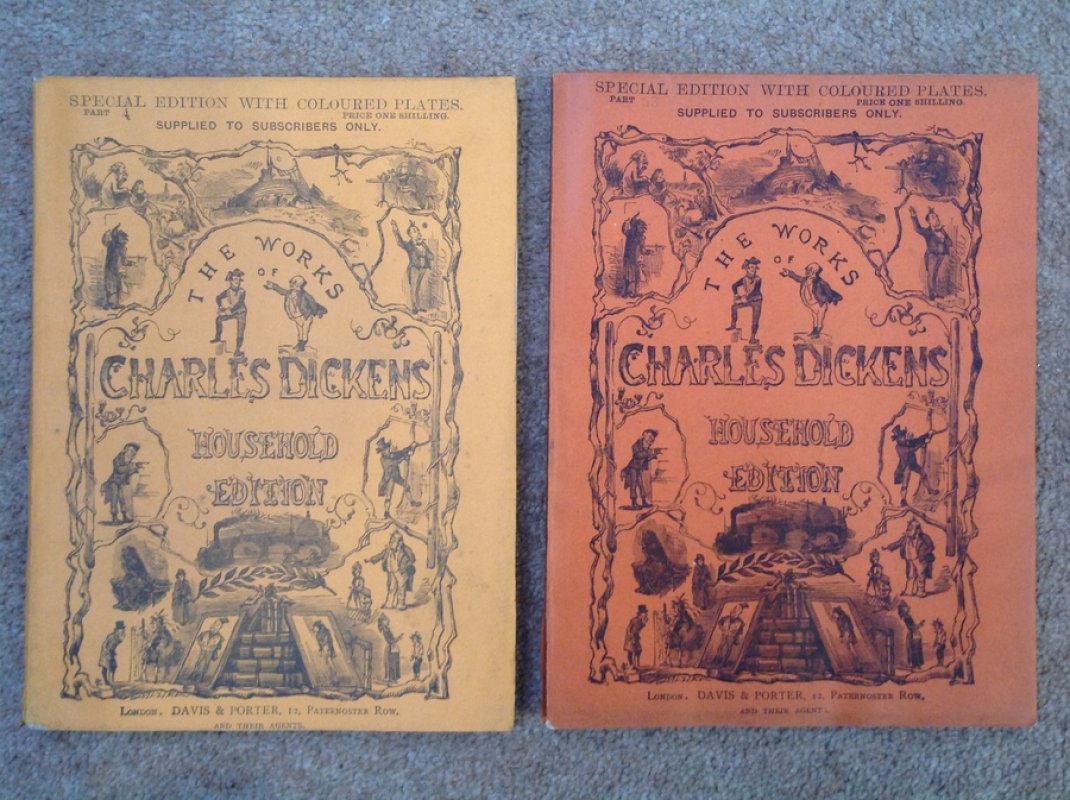 SPECIAL EDITION WITH COLOURED PLATES.
PART 4 PRICE ONE SHILLING.
SUPPLIED TO SUBSCRIBERS ONLY.
THE WORKS
OF
CHARLES DICKENS
HOUSEHOLD
EDITION
LONDON. DAVIS & PORTER, 12, PATERNOSTER ROW,
AND THEIR AGENTS.
SPECIAL EDITION WITH COLOURED PLATES.
PART PRICE ONE SHILLING.
SUPPLIED TO SUBSCRIBERS ONLY.
THE WORKS
OF
CHARLES DICKENS
HOUSEHOLD
EDITION
LONDON. DAVIS & PORTER, 12, PATERNOSTER ROW,
AND THEIR AGENTS.